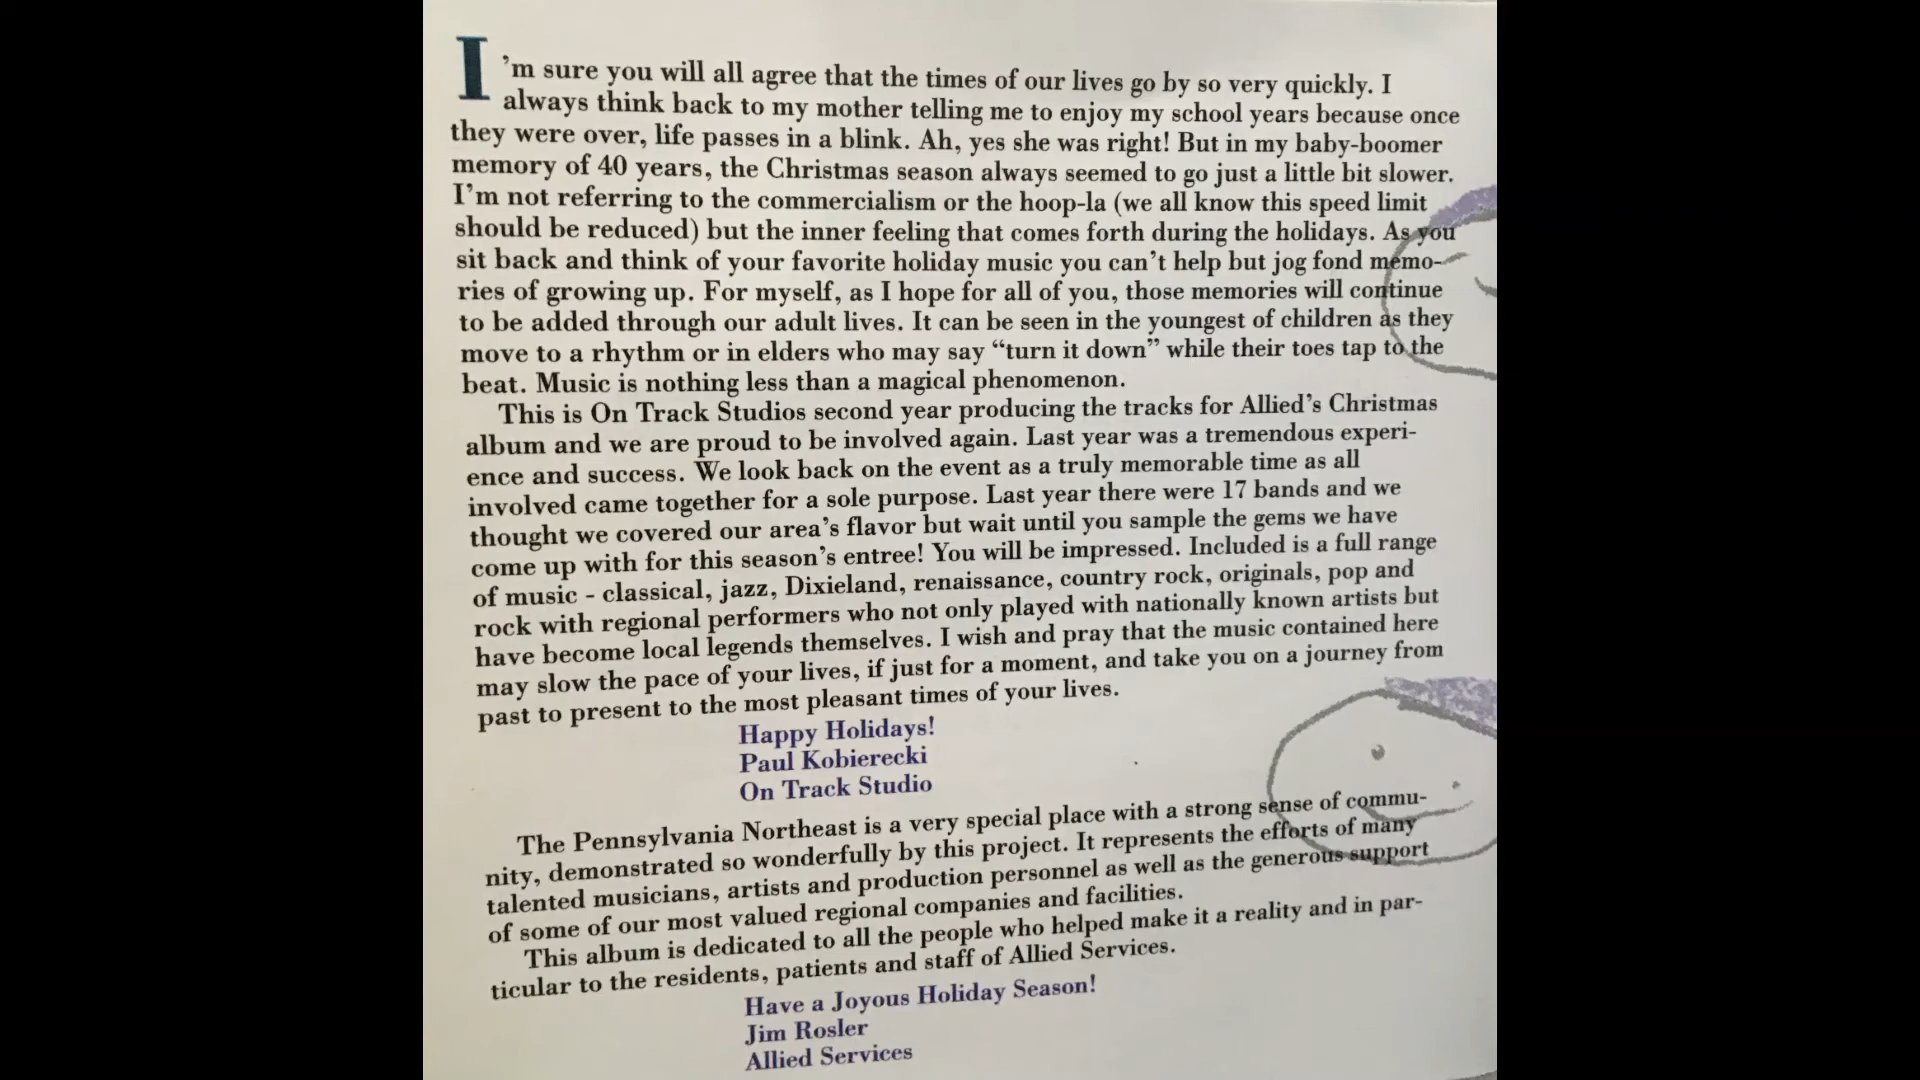 I'm sure you will all agree that the times of our lives go by so very quickly. I
always think back to my mother telling me to enjoy my school years because once
they were over, life passes in a blink. Ah, yes she was right! But in my baby-boomer
memory of 40 years, the Christmas season always seemed to go just a little bit slower.
I'm not referring to the commercialism or the hoop-la (we all know this speed limit
should be reduced) but the inner feeling that comes forth during the holidays. As you
sit back and think of your favorite holiday music you can't help but jog fond memo-
ries of growing up. For myself, as I hope for all of you, those memories will continue
to be added through our adult lives. It can be seen in the youngest of children as they
move to a rhythm or in elders who may say “turn it down” while their toes tap to the
beat. Music is nothing less than a magical phenomenon.
This is On Track Studios second year producing the tracks for Allied's Christmas
album and we are proud to be involved again. Last year was a tremendous experi-
ence and success. We look back on the event as a truly memorable time as all
involved came together for a sole purpose. Last year there were 17 bands and we
thought we covered our area's flavor but wait until you sample the gems we have
come up with for this season's entree! You will be impressed. Included is a full range
of music - classical, jazz, Dixieland, renaissance, country rock, originals, pop and
rock with regional performers who not only played with nationally known artists but
have become local legends themselves. I wish and pray that the music contained here
may slow the pace of your lives, if just for a moment, and take you on a journey from
past to present to the most pleasant times of your lives.
Happy Holidays!
Paul Kobierecki
On Track Studio
The Pennsylvania Northeast is a very special place with a strong sense of commu-
nity, demonstrated so wonderfully by this project. It represents the efforts of many
talented musicians, artists and production personnel as well as the generous support
of some of our most valued regional companies and facilities.
This album is dedicated to all the people who helped make it a reality and in par-
ticular to the residents, patients and staff of Allied Services.
Have a Joyous Holiday Season!
Jim Rosler
Allied Services